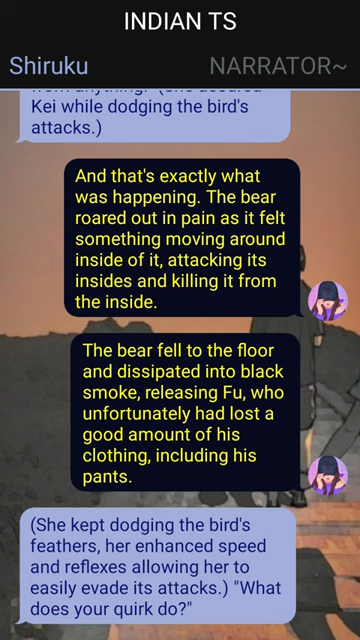 INDIAN TS
Shiruku NARRATOR~
Kei while dodging the bird's
attacks.)
And that's exactly what
was happening. The bear
roared out in pain as it felt
something moving around
inside of it, attacking its
insides and killing it from
the inside.
The bear fell to the floor
and dissipated into black
smoke, releasing Fu, who
unfortunately had lost a
good amount of his
clothing, including his
pants.
(She kept dodging the bird's
feathers, her enhanced speed
and reflexes allowing her to
easily evade its attacks.) "What
does your quirk do?"